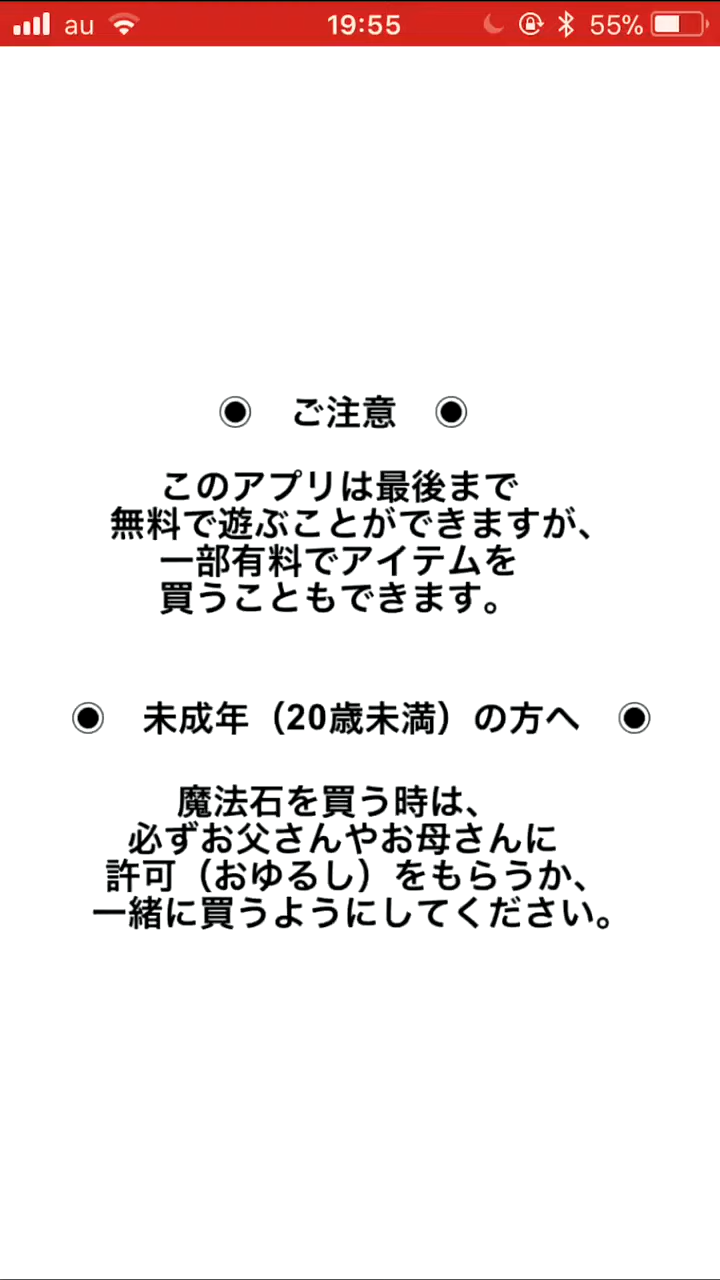 au 19:55 55%
◉ ご注意 ◉
このアプリは最後まで
無料で遊ぶことができますが、
一部有料でアイテムを
買うこともできます。
◉ 未成年（20歳未満）の方へ ◉
魔法石を買う時は、
必ずお父さんやお母さんに
許可（おゆるし）をもらうか、
一緒に買うようにしてください。